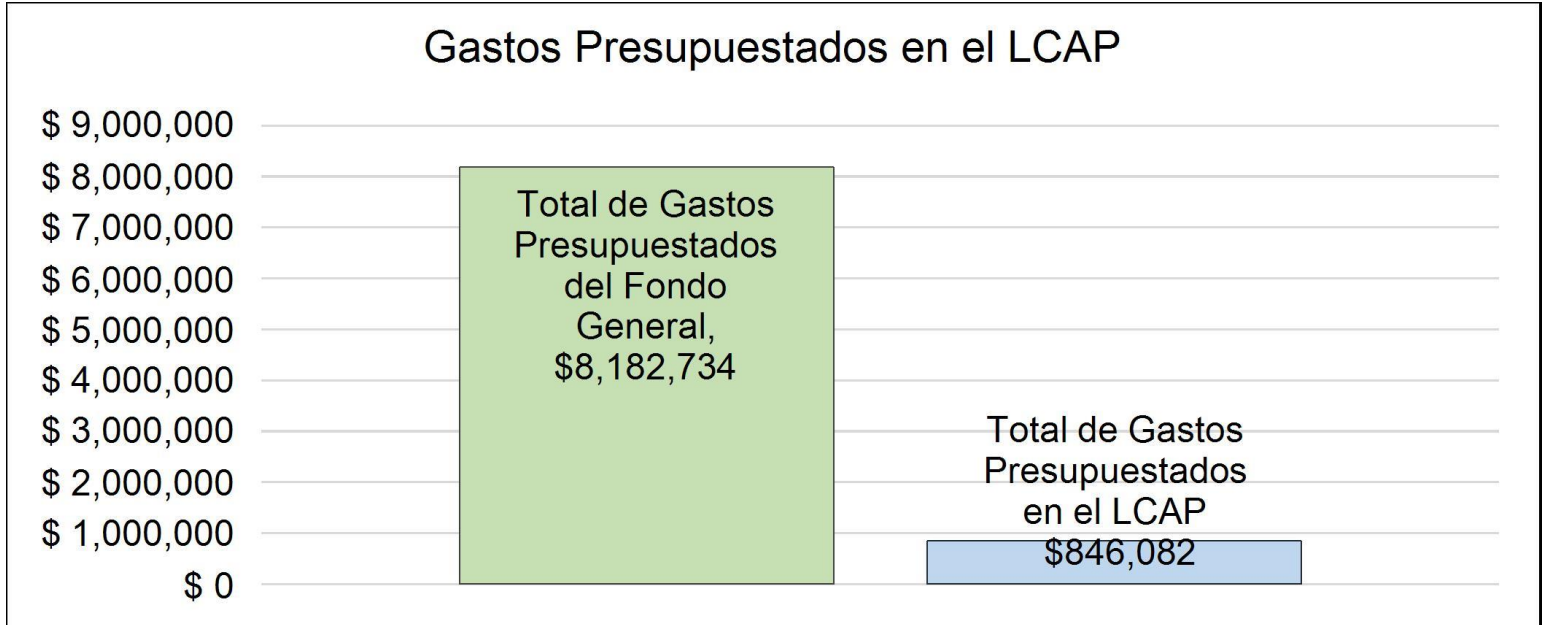 Gastos Presupuestados en el LCAP
$ 9,000,000
$ 8,000,000
$ 7,000,000
$ 6,000,000
$ 5,000,000
$ 4,000,000
$ 3,000,000
$ 2,000,000
$ 1,000,000
$ 0
Total de Gastos
Presupuestados
del Fondo
General,
$8,182,734
Total de Gastos
Presupuestados
en el LCAP
$846,082